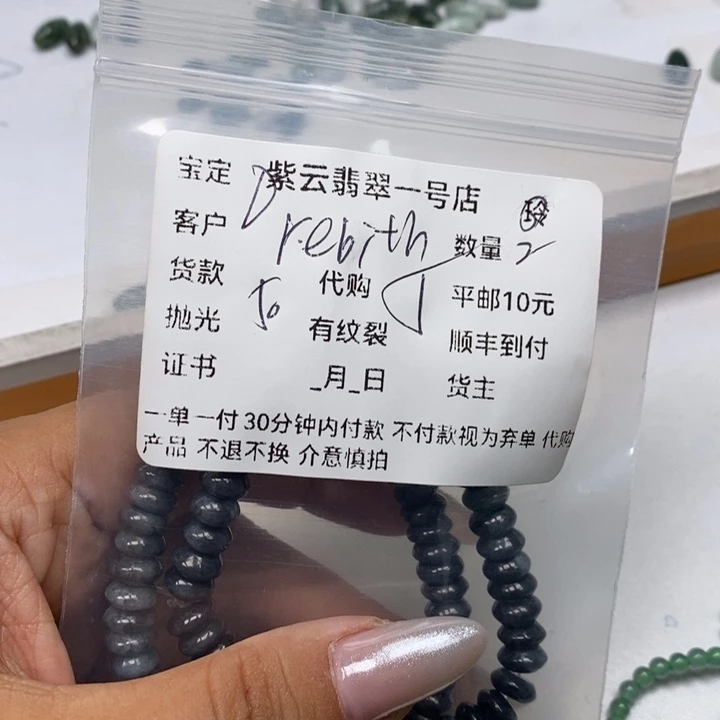 宝定 紫云翡翠一号店
客户 rebith 数量 2
货款 50 代购 平邮10元
抛光 有纹裂 顺丰到付
证书 _月_日 货主
一单一付 30分钟内付款 不付款视为弃单 代购
产品 不退不换 介意慎拍